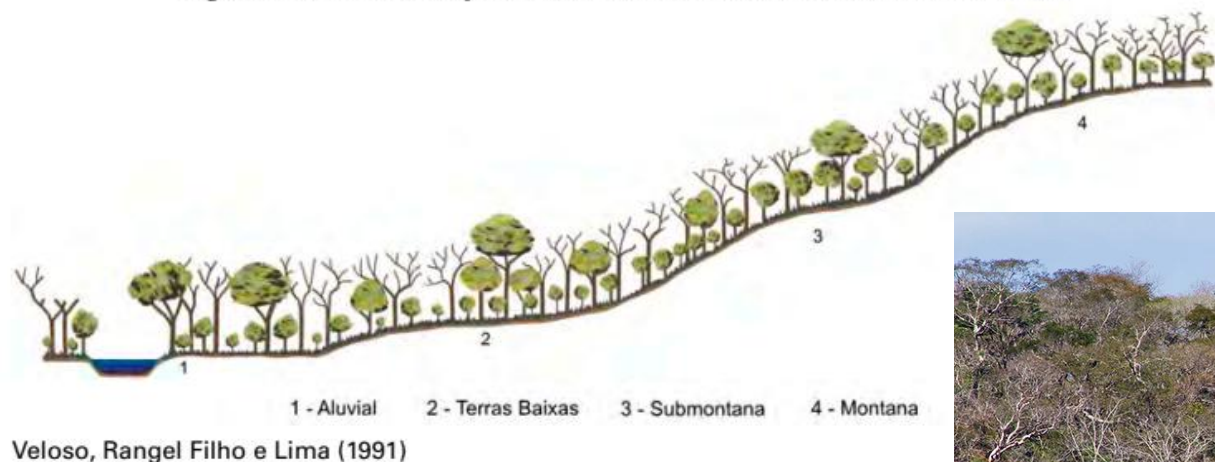 1
2
3
4
1 - Aluvial 2 - Terras Baixas 3 - Submontana 4 - Montana
Veloso, Rangel Filho e Lima (1991)